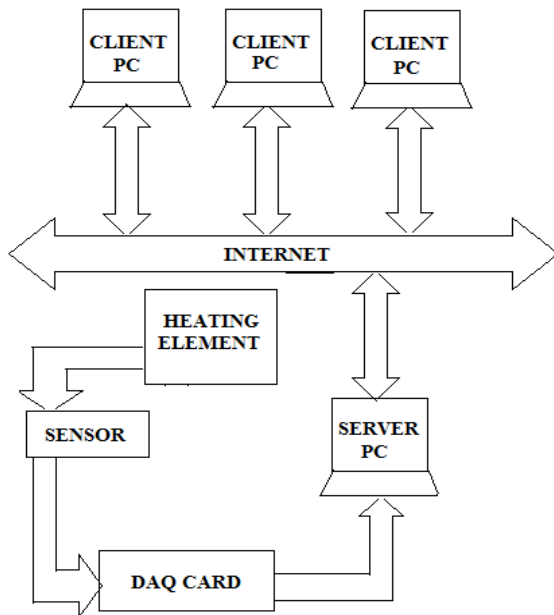 CLIENT
PC
CLIENT
PC
CLIENT
PC
INTERNET
HEATING
ELEMENT
SENSOR
SERVER
PC
DAQ CARD